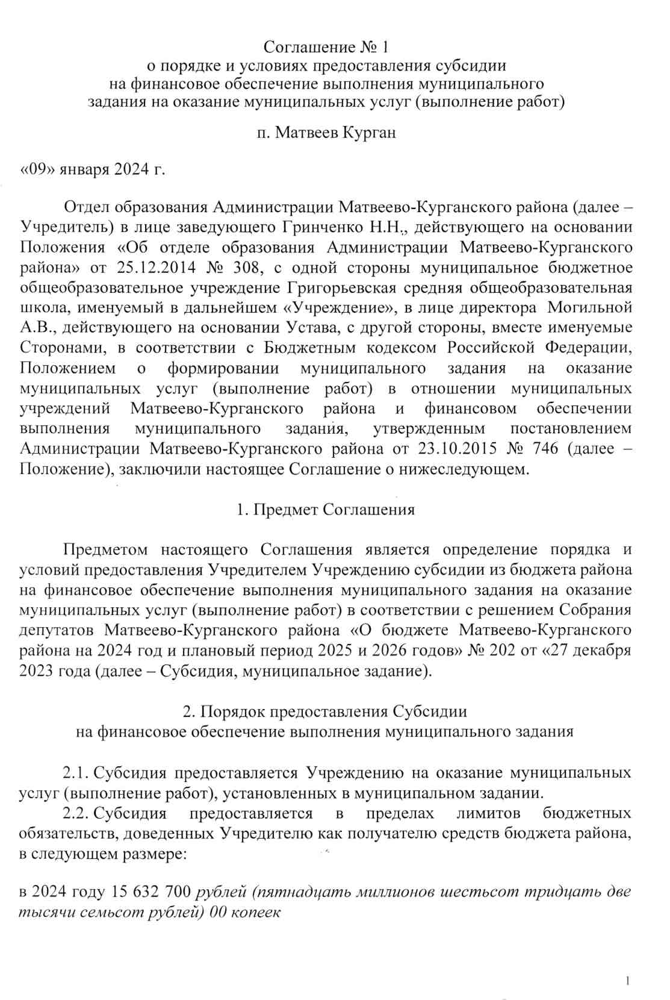 Соглашение № 1
о порядке и условиях предоставления субсидии
на финансовое обеспечение выполнения муниципального
задания на оказание муниципальных услуг (выполнение работ)
п. Матвеев Курган
«09» января 2024 г.
Отдел образования Администрации Матвеево-Курганского района (далее –
Учредитель) в лице заведующего Гринченко Н.Н., действующего на основании
Положения «Об отделе образования Администрации Матвеево-Курганского
района» от 25.12.2014 № 308, с одной стороны муниципальное бюджетное
общеобразовательное учреждение Григорьевская средняя общеобразовательная
школа, именуемый в дальнейшем «Учреждение», в лице директора Могильной
А.В., действующего на основании Устава, с другой стороны, вместе именуемые
Сторонами, в соответствии с Бюджетным кодексом Российской Федерации,
Положением о формировании муниципального задания на оказание
муниципальных услуг (выполнение работ) в отношении муниципальных
учреждений Матвеево-Курганского района и финансовом обеспечении
выполнения муниципального задания, утвержденным постановлением
Администрации Матвеево-Курганского района от 23.10.2015 № 746 (далее –
Положение), заключили настоящее Соглашение о нижеследующем.
1. Предмет Соглашения
Предметом настоящего Соглашения является определение порядка и
условий предоставления Учредителем Учреждению субсидии из бюджета района
на финансовое обеспечение выполнения муниципального задания на оказание
муниципальных услуг (выполнение работ) в соответствии с решением Собрания
депутатов Матвеево-Курганского района «О бюджете Матвеево-Курганского
района на 2024 год и плановый период 2025 и 2026 годов» № 202 от «27 декабря
2023 года (далее – Субсидия, муниципальное задание).
2. Порядок предоставления Субсидии
на финансовое обеспечение выполнения муниципального задания
2.1. Субсидия предоставляется Учреждению на оказание муниципальных
услуг (выполнение работ), установленных в муниципальном задании.
2.2. Субсидия предоставляется в пределах лимитов бюджетных
обязательств, доведенных Учредителю как получателю средств бюджета района,
в следующем размере:
в 2024 году 15 632 700 рублей (пятнадцать миллионов шестьсот тридцать две
тысячи семьсот рублей) 00 копеек
1